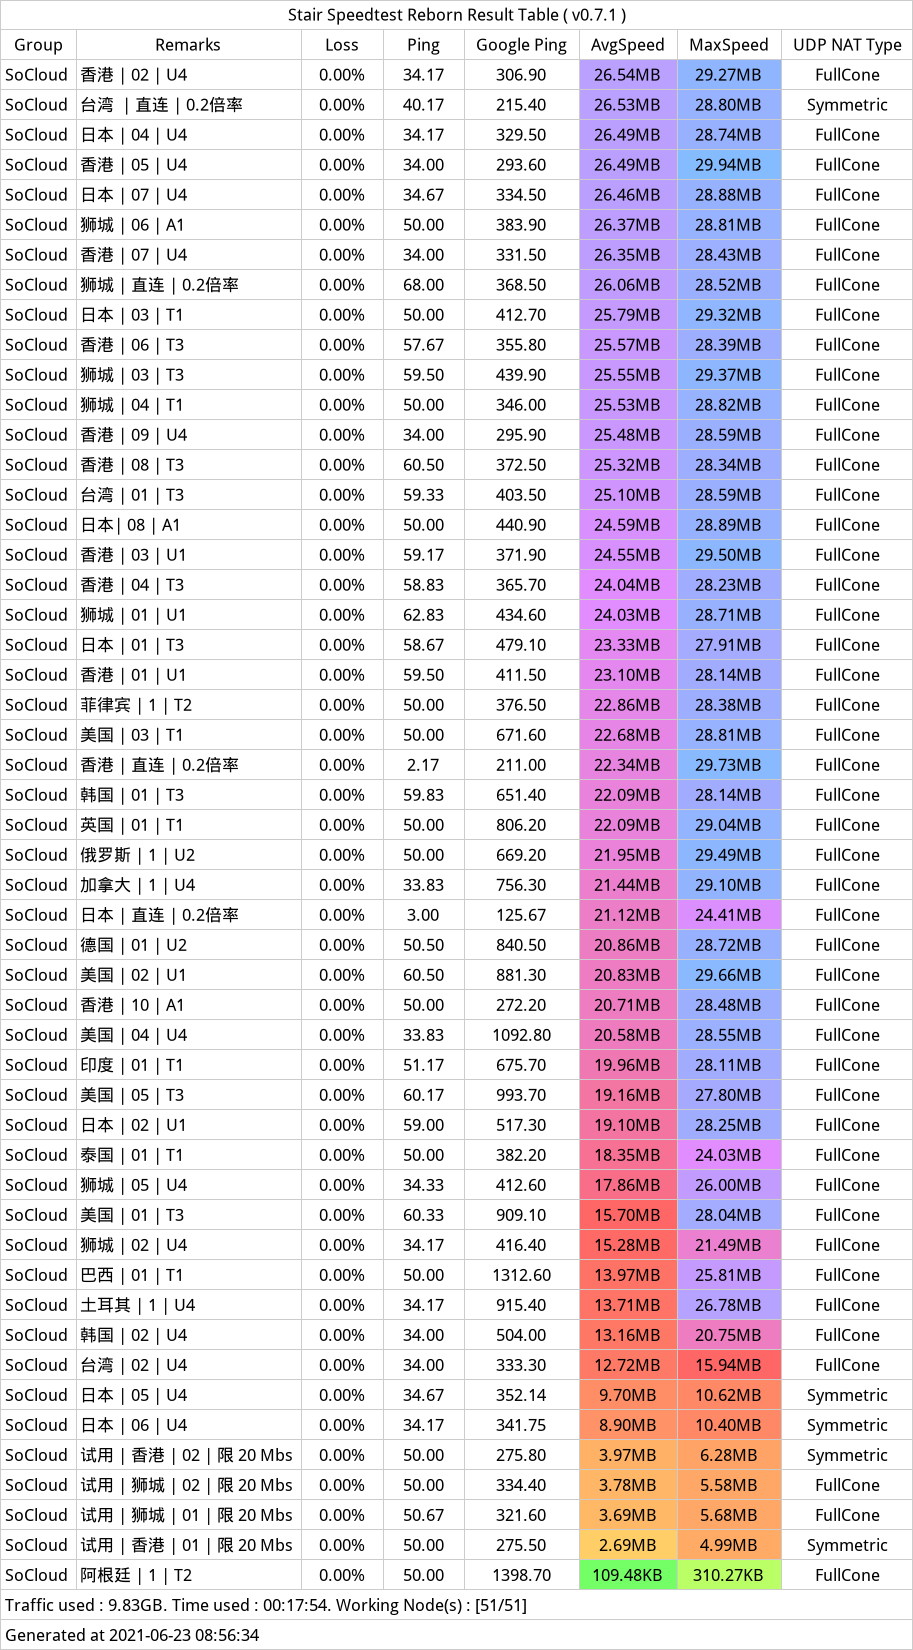 Stair Speedtest Reborn Result Table ( v0.7.1 )
Group Remarks Loss Ping Google Ping AvgSpeed MaxSpeed UDP NAT Type
SoCloud 香港 | 02 | U4 0.00% 34.17 306.90 26.54MB 29.27MB FullCone
SoCloud 台湾 | 直连 | 0.2倍率 0.00% 40.17 215.40 26.53MB 28.80MB Symmetric
SoCloud 日本 | 04 | U4 0.00% 34.17 329.50 26.49MB 28.74MB FullCone
SoCloud 香港 | 05 | U4 0.00% 34.00 293.60 26.49MB 29.94MB FullCone
SoCloud 日本 | 07 | U4 0.00% 34.67 334.50 26.46MB 28.88MB FullCone
SoCloud 狮城 | 06 | A1 0.00% 50.00 383.90 26.37MB 28.81MB FullCone
SoCloud 香港 | 07 | U4 0.00% 34.00 331.50 26.35MB 28.43MB FullCone
SoCloud 狮城 | 直连 | 0.2倍率 0.00% 68.00 368.50 26.06MB 28.52MB FullCone
SoCloud 日本 | 03 | T1 0.00% 50.00 412.70 25.79MB 29.32MB FullCone
SoCloud 香港 | 06 | T3 0.00% 57.67 355.80 25.57MB 28.39MB FullCone
SoCloud 狮城 | 03 | T3 0.00% 59.50 439.90 25.55MB 29.37MB FullCone
SoCloud 狮城 | 04 | T1 0.00% 50.00 346.00 25.53MB 28.82MB FullCone
SoCloud 香港 | 09 | U4 0.00% 34.00 295.90 25.48MB 28.59MB FullCone
SoCloud 香港 | 08 | T3 0.00% 60.50 372.50 25.32MB 28.34MB FullCone
SoCloud 台湾 | 01 | T3 0.00% 59.33 403.50 25.10MB 28.59MB FullCone
SoCloud 日本| 08 | A1 0.00% 50.00 440.90 24.59MB 28.89MB FullCone
SoCloud 香港 | 03 | U1 0.00% 59.17 371.90 24.55MB 29.50MB FullCone
SoCloud 香港 | 04 | T3 0.00% 58.83 365.70 24.04MB 28.23MB FullCone
SoCloud 狮城 | 01 | U1 0.00% 62.83 434.60 24.03MB 28.71MB FullCone
SoCloud 日本 | 01 | T3 0.00% 58.67 479.10 23.33MB 27.91MB FullCone
SoCloud 香港 | 01 | U1 0.00% 59.50 411.50 23.10MB 28.14MB FullCone
SoCloud 菲律宾 | 1 | T2 0.00% 50.00 376.50 22.86MB 28.38MB FullCone
SoCloud 美国 | 03 | T1 0.00% 50.00 671.60 22.68MB 28.81MB FullCone
SoCloud 香港 | 直连 | 0.2倍率 0.00% 2.17 211.00 22.34MB 29.73MB FullCone
SoCloud 韩国 | 01 | T3 0.00% 59.83 651.40 22.09MB 28.14MB FullCone
SoCloud 英国 | 01 | T1 0.00% 50.00 806.20 22.09MB 29.04MB FullCone
SoCloud 俄罗斯 | 1 | U2 0.00% 50.00 669.20 21.95MB 29.49MB FullCone
SoCloud 加拿大 | 1 | U4 0.00% 33.83 756.30 21.44MB 29.10MB FullCone
SoCloud 日本 | 直连 | 0.2倍率 0.00% 3.00 125.67 21.12MB 24.41MB FullCone
SoCloud 德国 | 01 | U2 0.00% 50.50 840.50 20.86MB 28.72MB FullCone
SoCloud 美国 | 02 | U1 0.00% 60.50 881.30 20.83MB 29.66MB FullCone
SoCloud 香港 | 10 | A1 0.00% 50.00 272.20 20.71MB 28.48MB FullCone
SoCloud 美国 | 04 | U4 0.00% 33.83 1092.80 20.58MB 28.55MB FullCone
SoCloud 印度 | 01 | T1 0.00% 51.17 675.70 19.96MB 28.11MB FullCone
SoCloud 美国 | 05 | T3 0.00% 60.17 993.70 19.16MB 27.80MB FullCone
SoCloud 日本 | 02 | U1 0.00% 59.00 517.30 19.10MB 28.25MB FullCone
SoCloud 泰国 | 01 | T1 0.00% 50.00 382.20 18.35MB 24.03MB FullCone
SoCloud 狮城 | 05 | U4 0.00% 34.33 412.60 17.86MB 26.00MB FullCone
SoCloud 美国 | 01 | T3 0.00% 60.33 909.10 15.70MB 28.04MB FullCone
SoCloud 狮城 | 02 | U4 0.00% 34.17 416.40 15.28MB 21.49MB FullCone
SoCloud 巴西 | 01 | T1 0.00% 50.00 1312.60 13.97MB 25.81MB FullCone
SoCloud 土耳其 | 1 | U4 0.00% 34.17 915.40 13.71MB 26.78MB FullCone
SoCloud 韩国 | 02 | U4 0.00% 34.00 504.00 13.16MB 20.75MB FullCone
SoCloud 台湾 | 02 | U4 0.00% 34.00 333.30 12.72MB 15.94MB FullCone
SoCloud 日本 | 05 | U4 0.00% 34.67 352.14 9.70MB 10.62MB Symmetric
SoCloud 日本 | 06 | U4 0.00% 34.17 341.75 8.90MB 10.40MB Symmetric
SoCloud 试用 | 香港 | 02 | 限 20 Mbs 0.00% 50.00 275.80 3.97MB 6.28MB Symmetric
SoCloud 试用 | 狮城 | 02 | 限 20 Mbs 0.00% 50.00 334.40 3.78MB 5.58MB FullCone
SoCloud 试用 | 狮城 | 01 | 限 20 Mbs 0.00% 50.67 321.60 3.69MB 5.68MB FullCone
SoCloud 试用 | 香港 | 01 | 限 20 Mbs 0.00% 50.00 275.50 2.69MB 4.99MB Symmetric
SoCloud 阿根廷 | 1 | T2 0.00% 50.00 1398.70 109.48KB 310.27KB FullCone
Traffic used : 9.83GB. Time used : 00:17:54. Working Node(s) : [51/51]
Generated at 2021-06-23 08:56:34